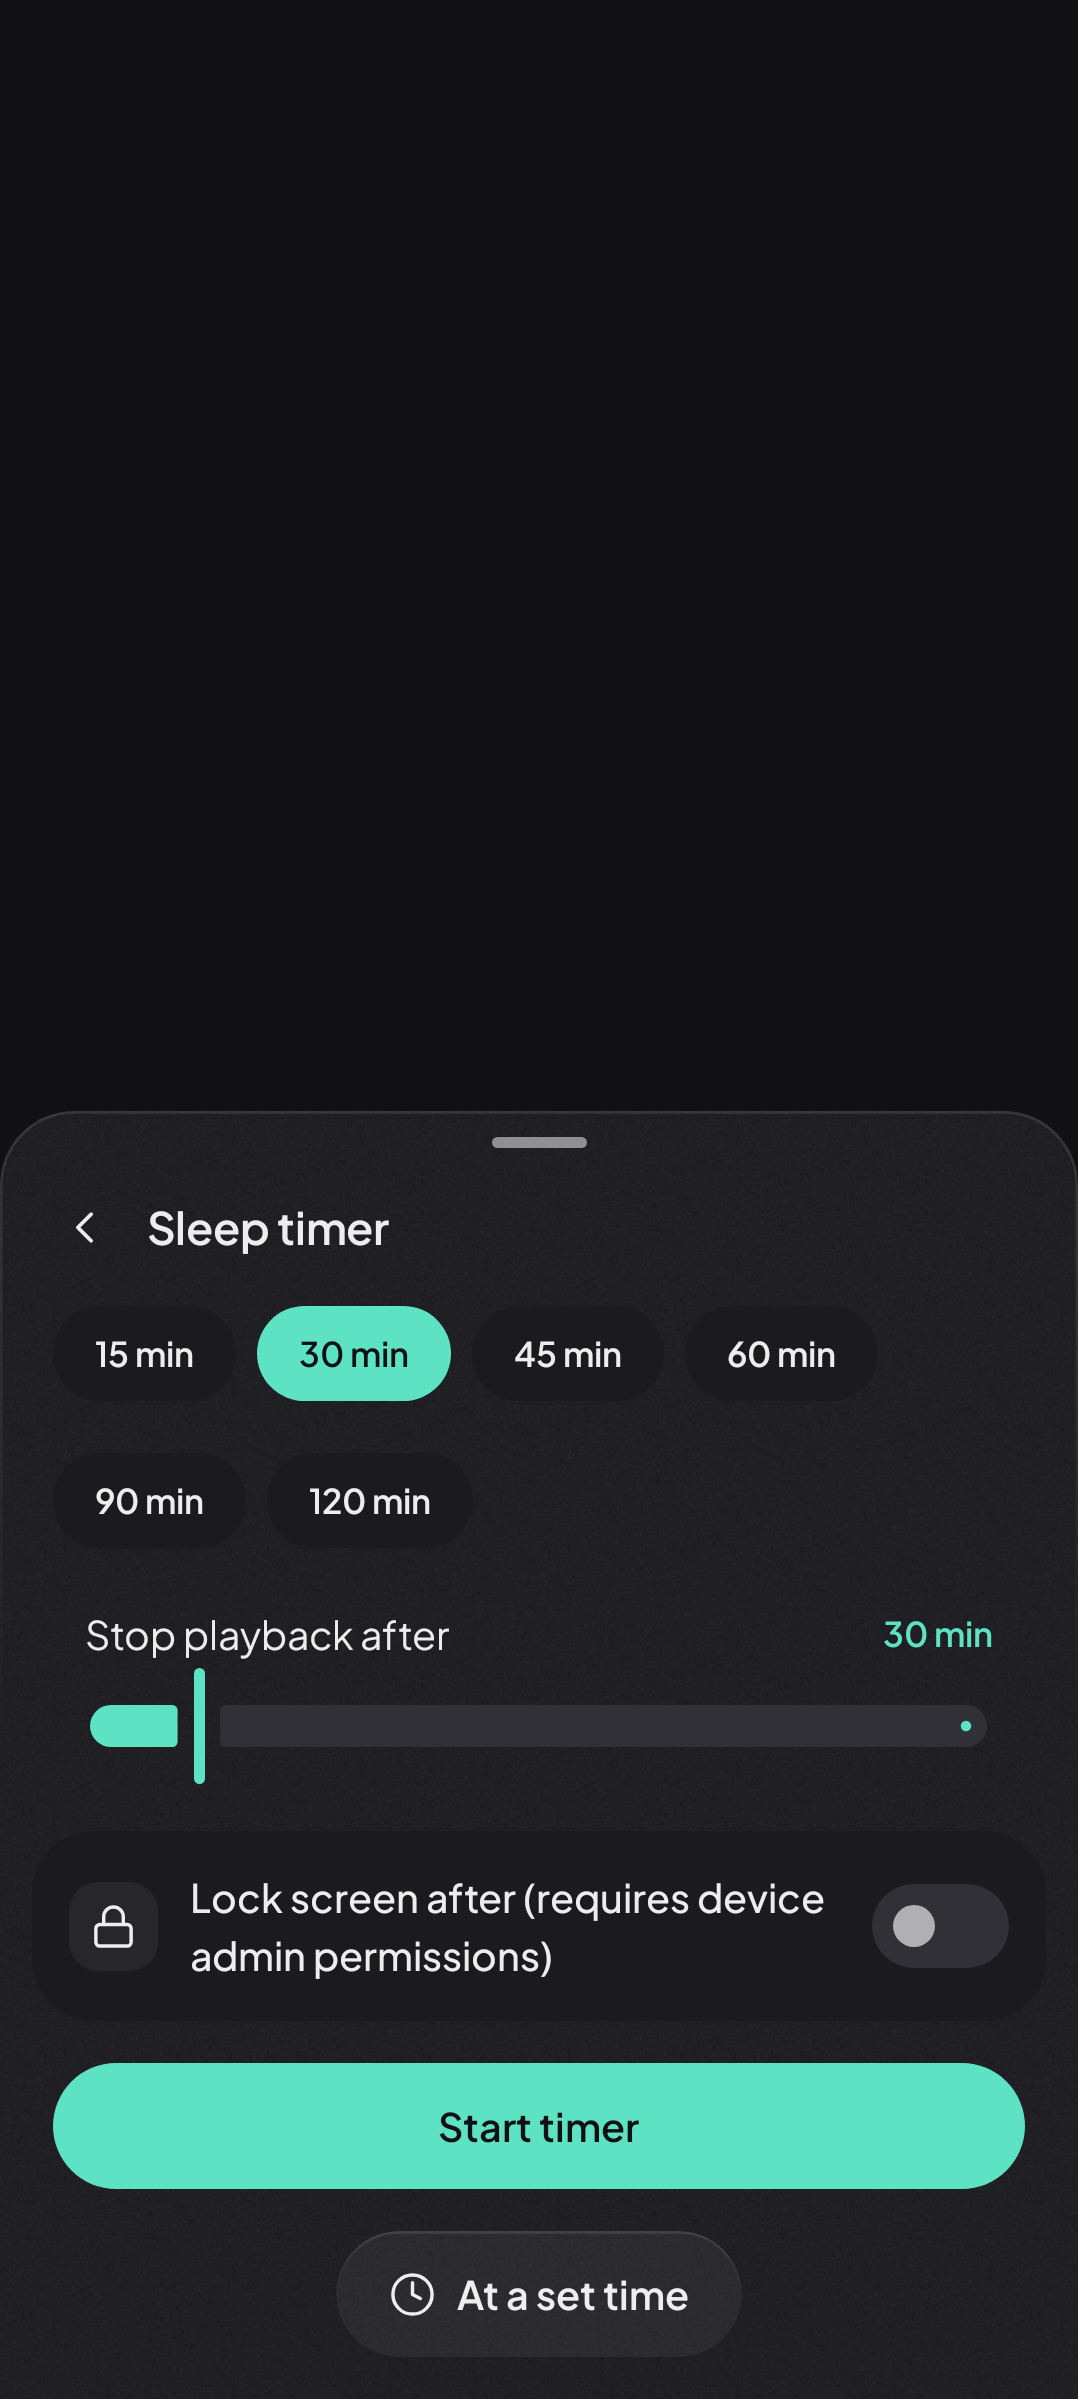 Sleep timer
15 min
30 min
45 min
60 min
90 min
120 min
Stop playback after
30 min
Lock screen after (requires device
admin permissions)
Start timer
At a set time